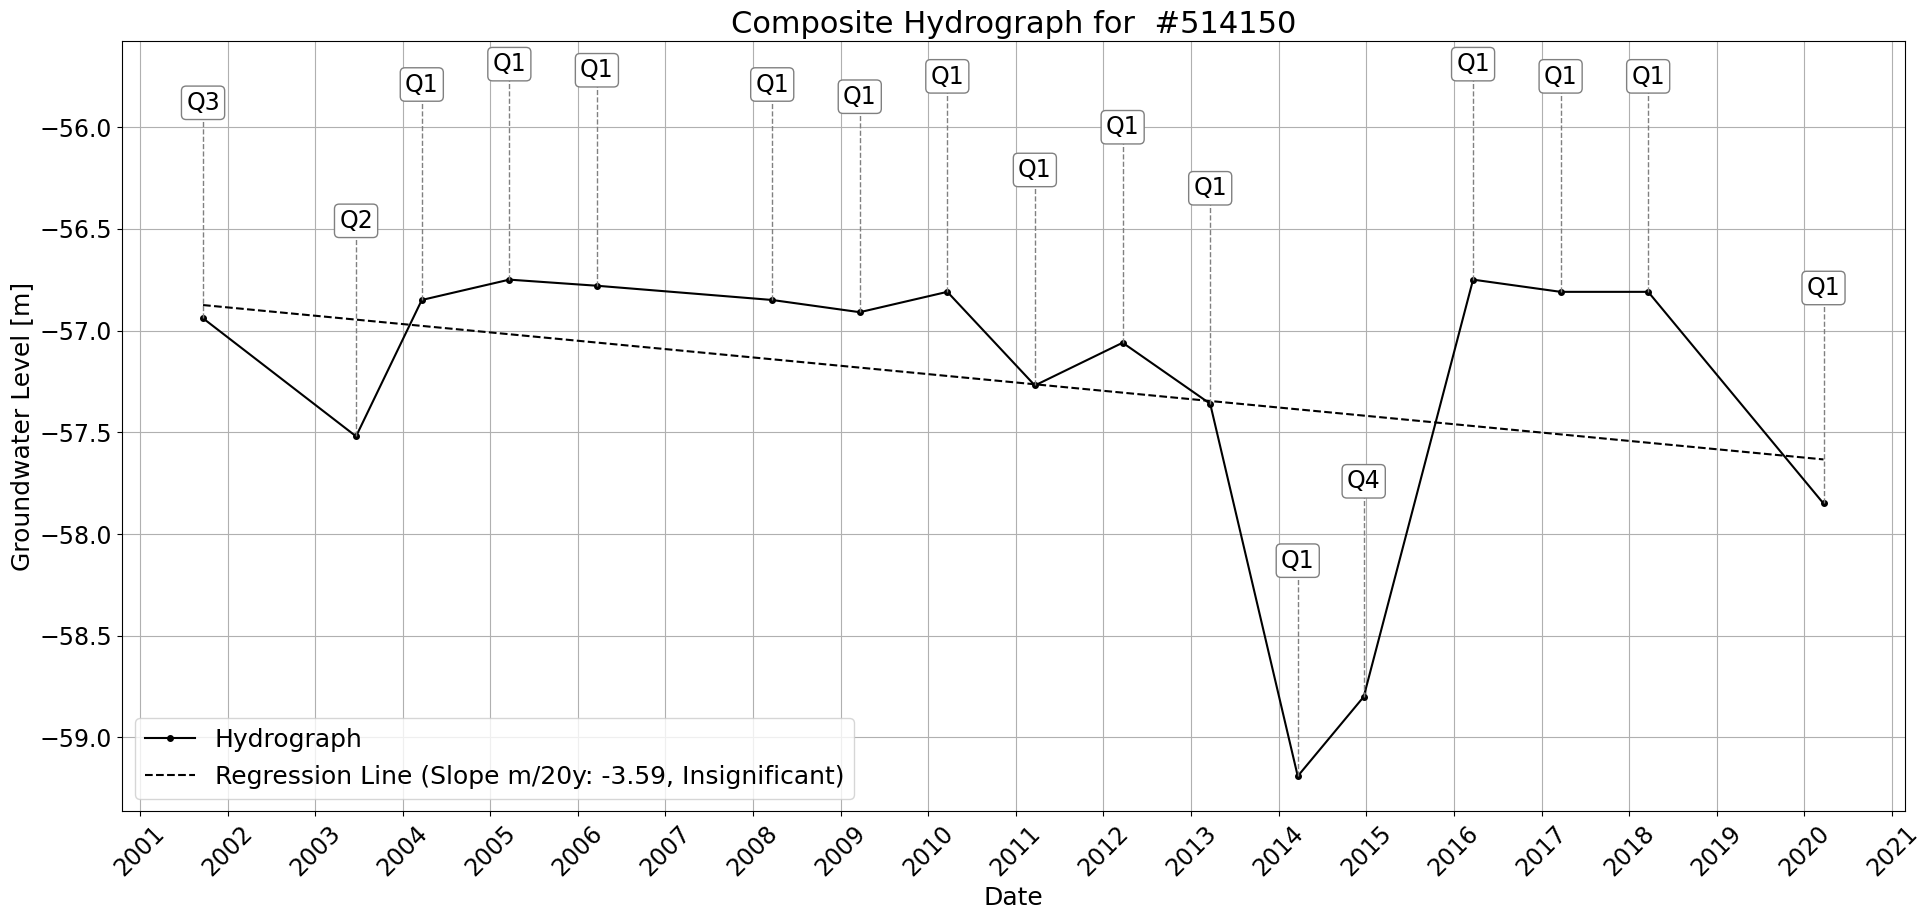 Composite Hydrograph for  #514150
Q3
Q2
Q1
Q1
Q1
Q1
Q1
Q1
Q1
Q1
Q1
Q1
Q4
Q1
Q1
Q1
Q1
Groundwater Level [m]
−56.0
−56.5
−57.0
−57.5
−58.0
−58.5
−59.0
Hydrograph
Regression Line (Slope m/20y: -3.59, Insignificant)
2001
2002
2003
2004
2005
2006
2007
2008
2009
2010
2011
2012
2013
2014
2015
2016
2017
2018
2019
2020
2021
Date